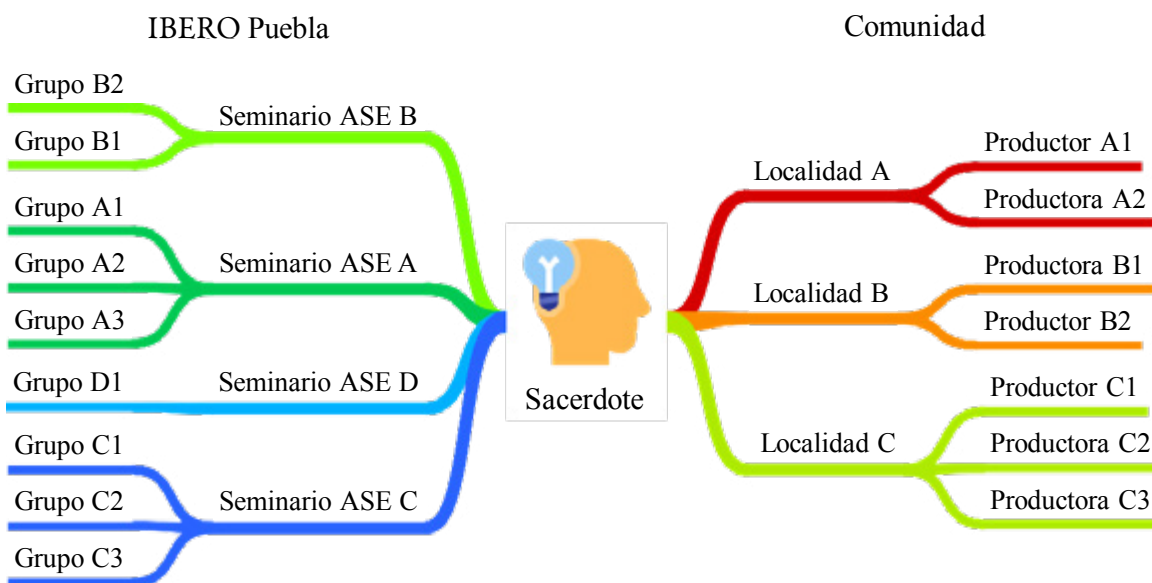 IBERO Puebla
Grupo B2
Grupo B1
Seminario ASE B
Grupo A1
Grupo A2
Grupo A3
Seminario ASE A
Grupo D1
Seminario ASE D
Grupo C1
Grupo C2
Grupo C3
Seminario ASE C
Sacerdote
Comunidad
Localidad A
Productor A1
Productora A2
Localidad B
Productora B1
Productor B2
Localidad C
Productor C1
Productora C2
Productora C3